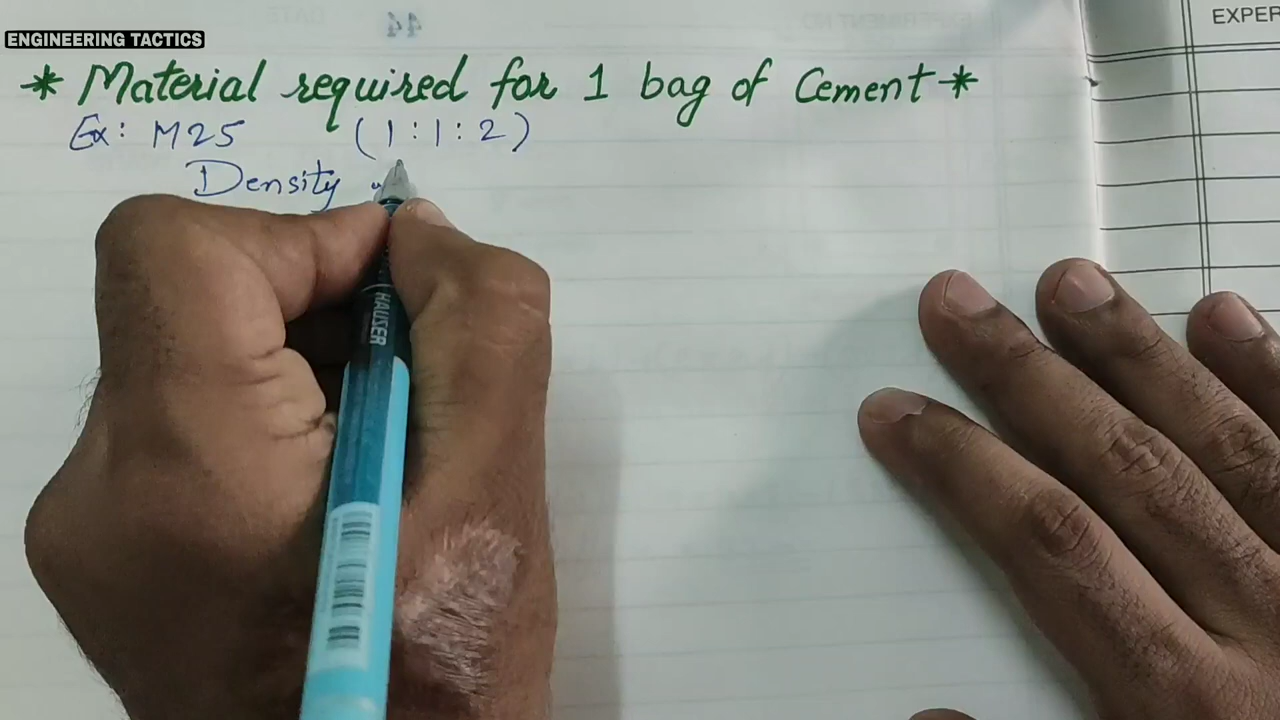 ENGINEERING TACTICS
EXPER
* Material required for 1 bag of Cement *
Ex: M25 (1:1:2)
Density
HAUSER